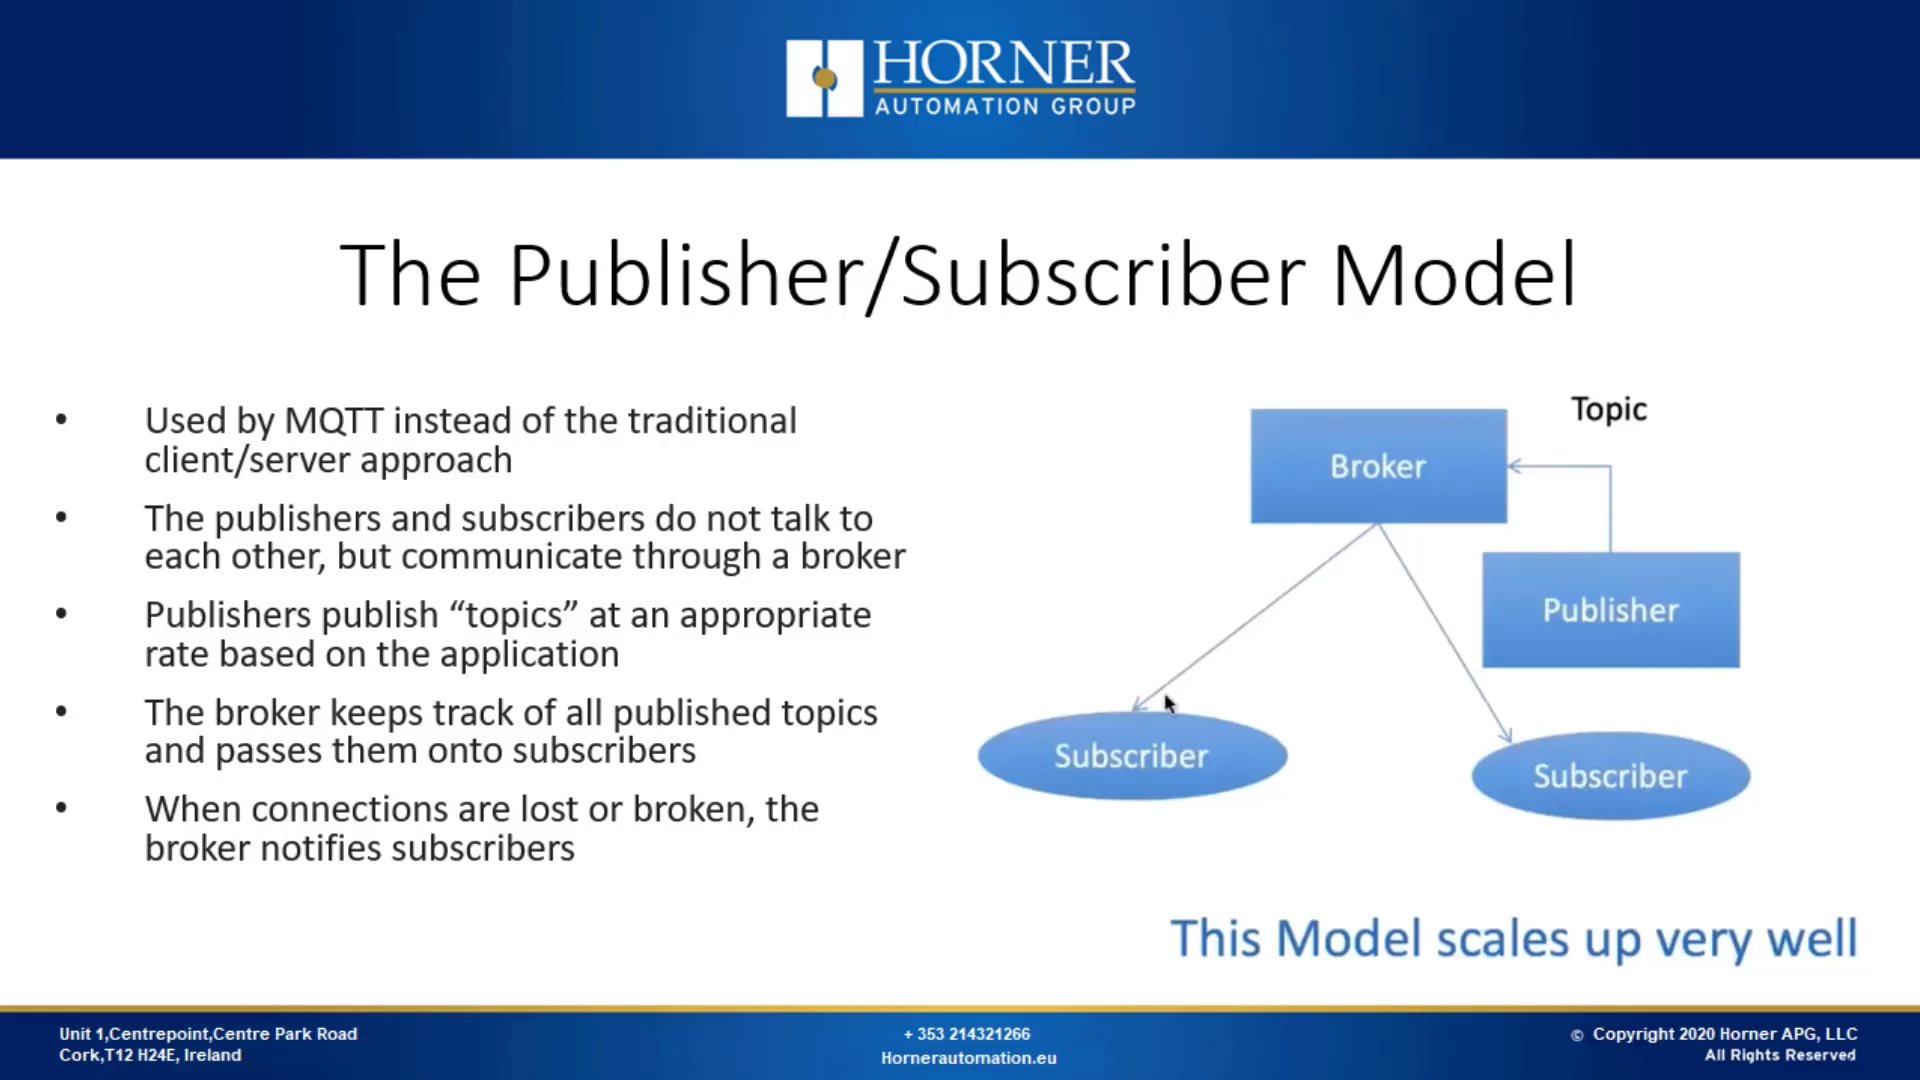 HORNER
AUTOMATION GROUP
The Publisher/Subscriber Model
• Used by MQTT instead of the traditional
client/server approach
• The publishers and subscribers do not talk to
each other, but communicate through a broker
• Publishers publish “topics” at an appropriate
rate based on the application
• The broker keeps track of all published topics
and passes them onto subscribers
• When connections are lost or broken, the
broker notifies subscribers
Topic
Broker
Publisher
Subscriber
Subscriber
This Model scales up very well
Unit 1,Centrepoint,Centre Park Road
Cork,T12 H24E, Ireland
+ 353 214321266
Hornerautomation.eu
© Copyright 2020 Horner APG, LLC
All Rights Reserved